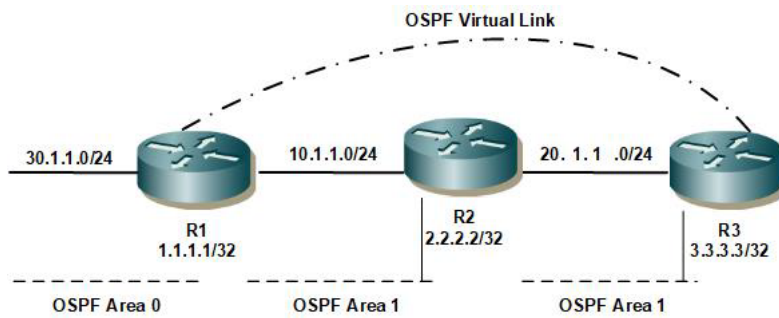 OSPF Virtual Link
30.1.1.0/24
10.1.1.0/24
20. 1. 1 .0/24
R1
1.1.1.1/32
R2
2.2.2.2/32
R3
3.3.3.3/32
OSPF Area 0
OSPF Area 1
OSPF Area 1